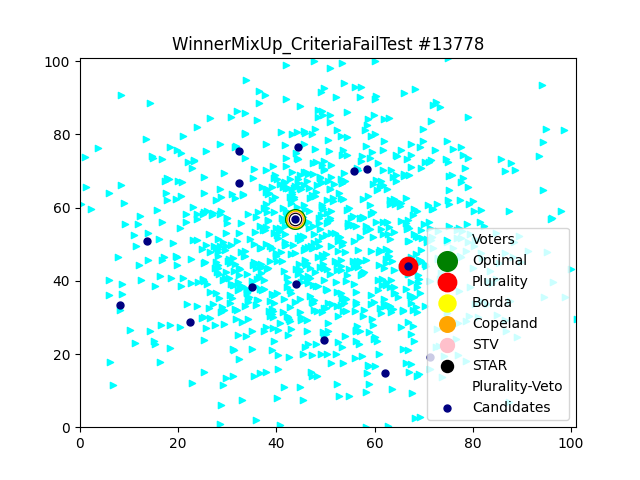 WinnerMixUp_CriteriaFailTest #13778
100
80
60
40
20
0
0
20
40
60
80
100
Voters
Optimal
Plurality
Borda
Copeland
STV
STAR
Plurality-Veto
Candidates